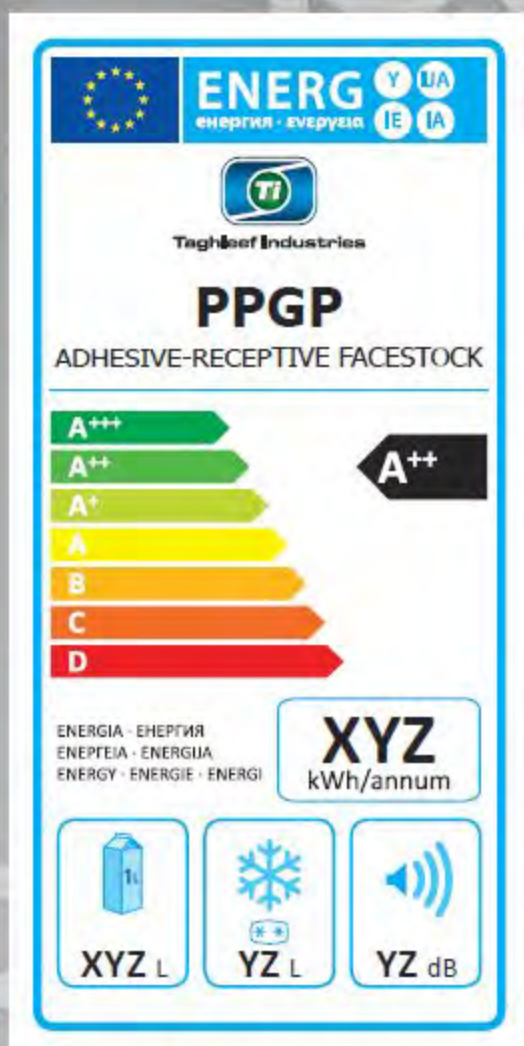 ENERG Y UA
енергия · ενεργεια IE IA
Ti
Taghleef Industries
PPGP
ADHESIVE-RECEPTIVE FACESTOCK
A+++
A++
A++
A+
A
B
C
D
ENERGIA · ЕНЕРГИЯ
ΕΝΕΡΓΕΙΑ · ENERGIJA
ENERGY · ENERGIE · ENERGI
XYZ
kWh/annum
1L
XYZ L
YZ L
YZ dB